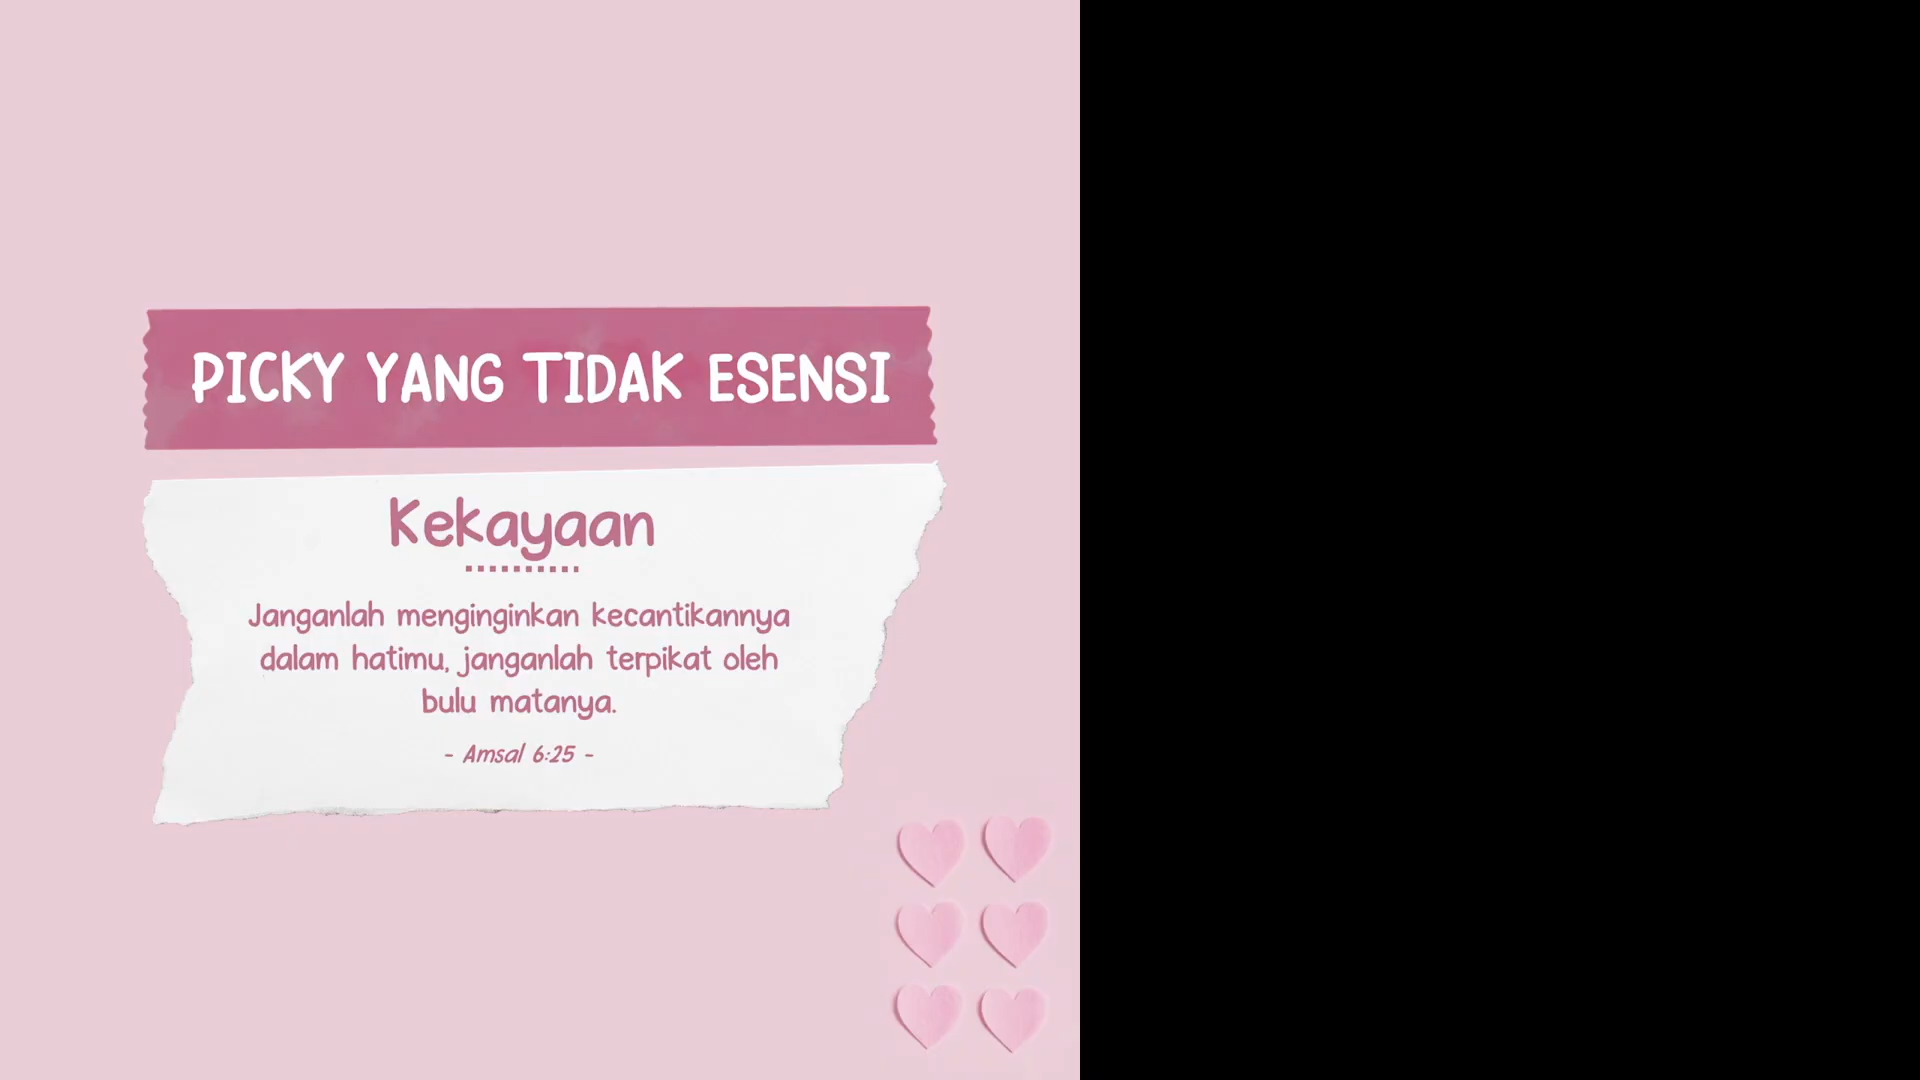 PICKY YANG TIDAK ESENSI
Kekayaan
Janganlah menginginkan kecantikannya
dalam hatimu, janganlah terpikat oleh
bulu matanya.
- Amsal 6:25 -